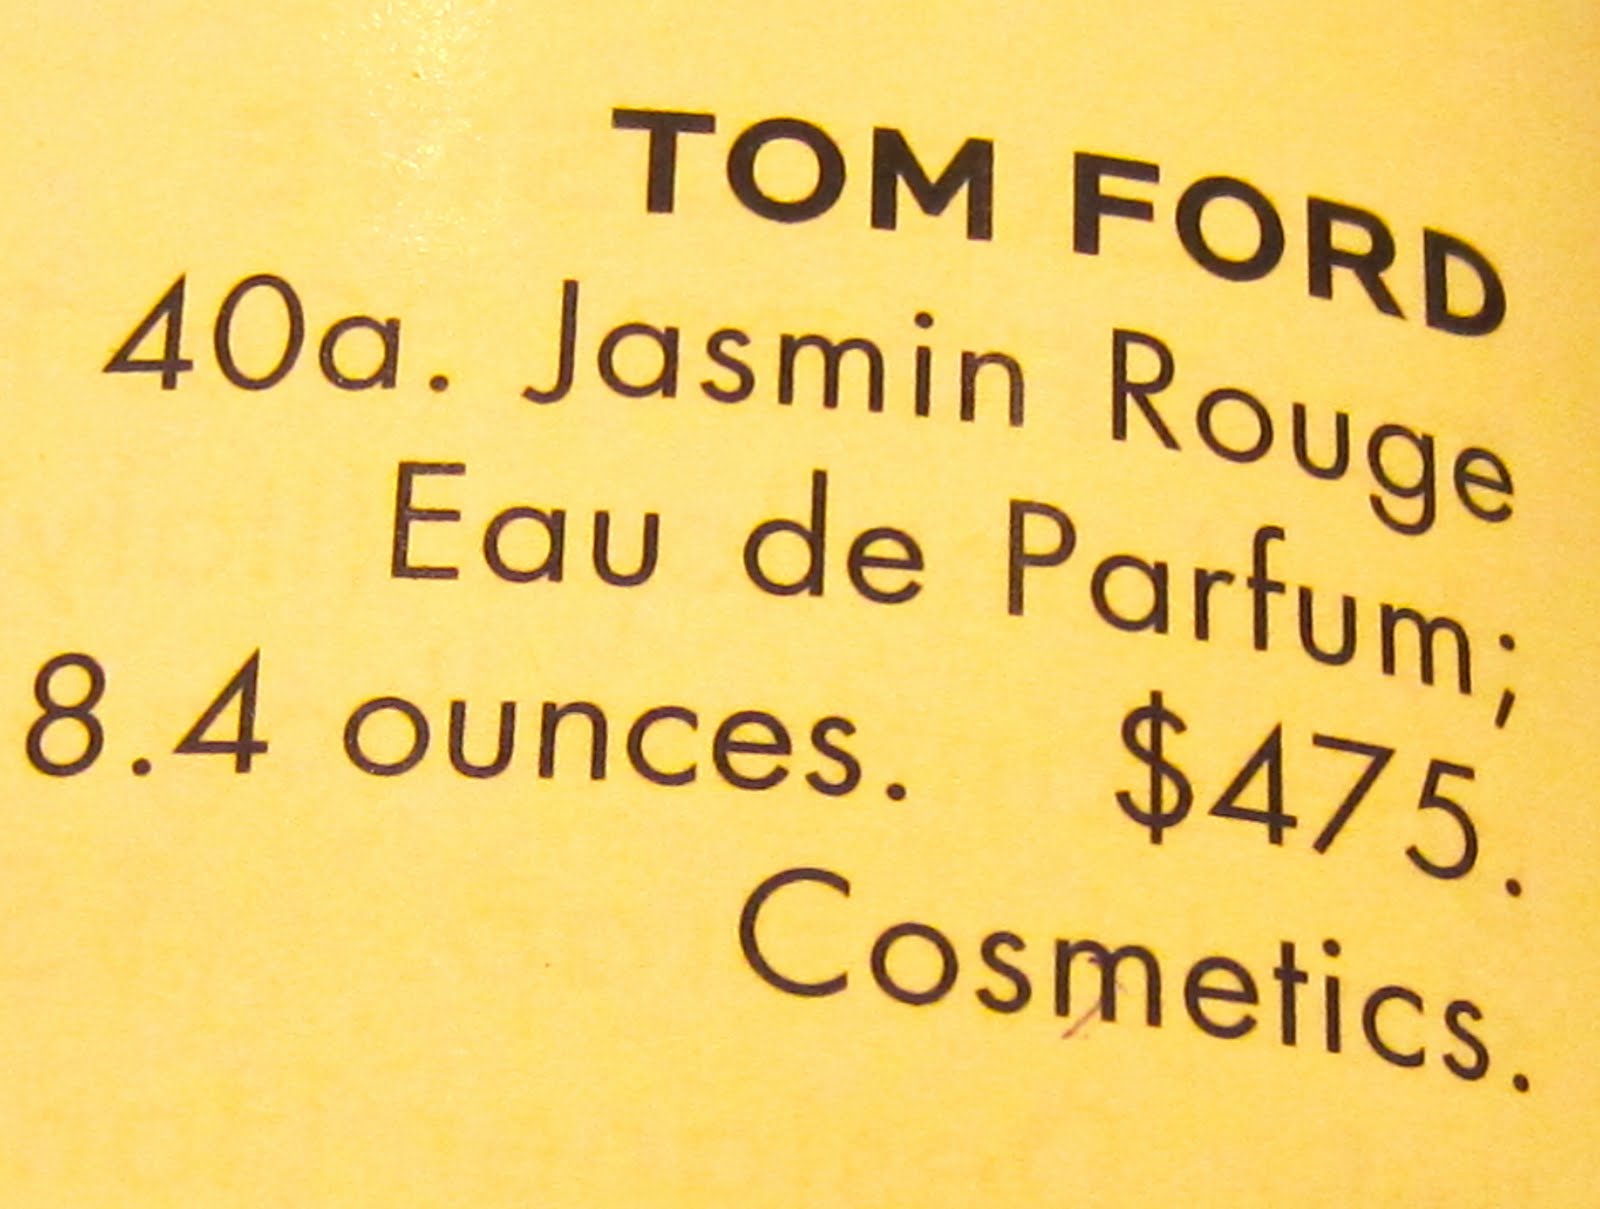 TOM FORD
40a. Jasmin Rouge
Eau de Parfum;
8.4 ounces. $475.
Cosmetics.